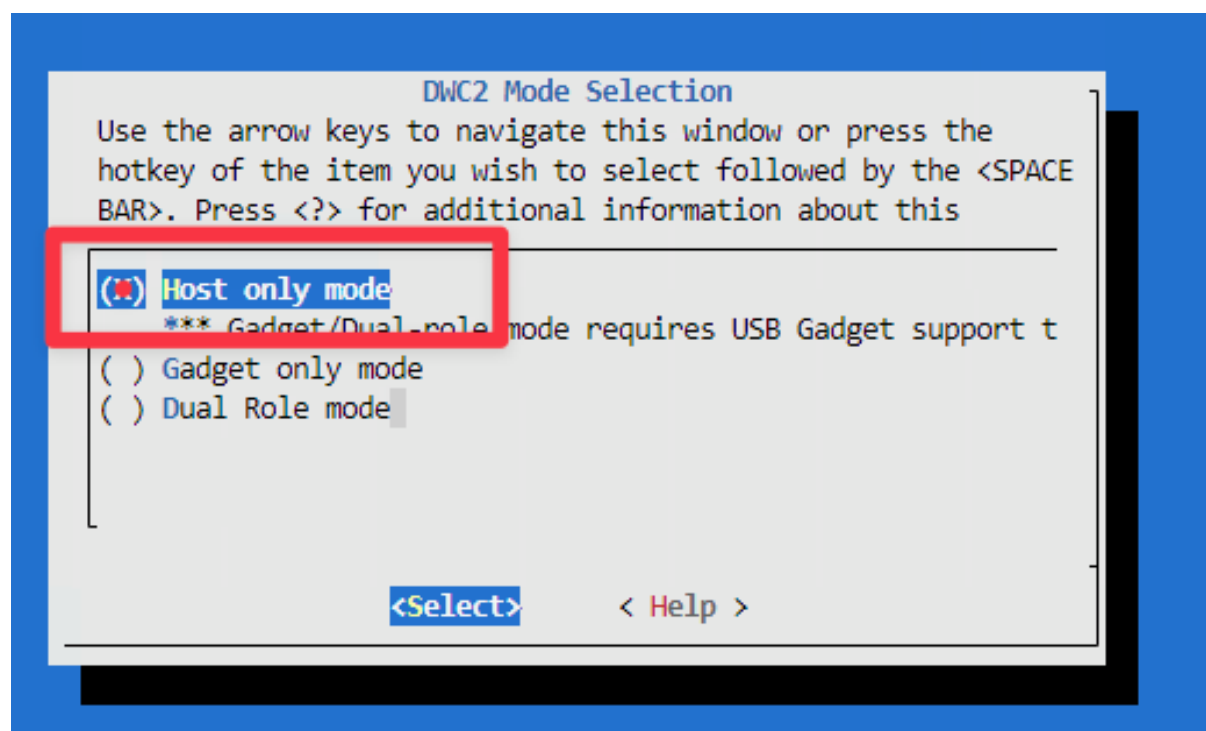 DWC2 Mode Selection
Use the arrow keys to navigate this window or press the
hotkey of the item you wish to select followed by the <SPACE
BAR>. Press <?> for additional information about this
(X) Host only mode
*** Gadget/Dual-role mode requires USB Gadget support t
( ) Gadget only mode
( ) Dual Role mode
<Select> < Help >